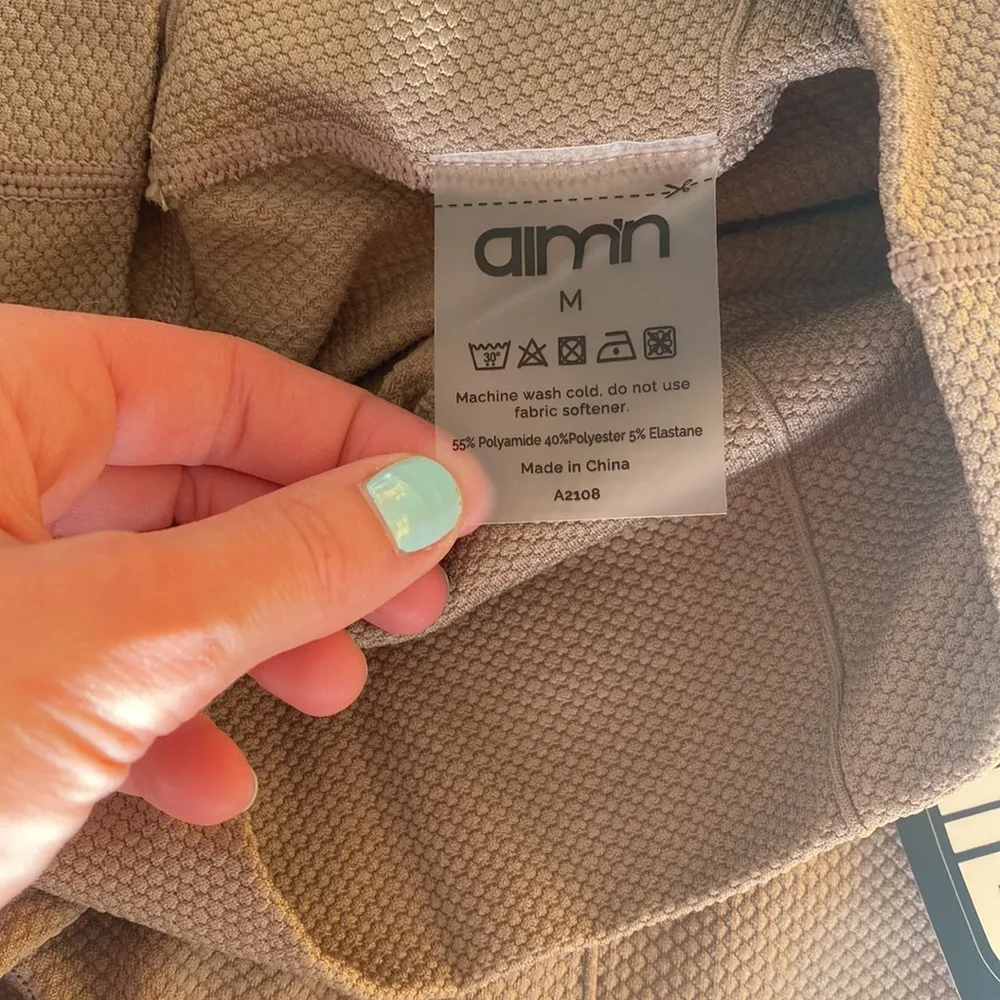 aim'n
M
30°
Machine wash cold, do not use
fabric softener.
55% Polyamide 40%Polyester 5% Elastane
Made in China
A2108